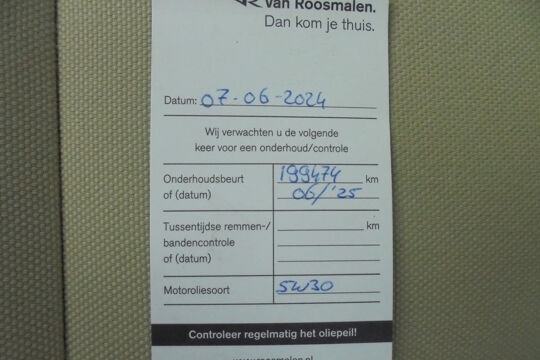 van Roosmalen.
Dan kom je thuis.
Datum: 07-06-2024
Wij verwachten u de volgende
keer voor een onderhoud/controle
Onderhoudsbeurt 199474 km
of (datum) 06/'25
Tussentijdse remmen-/ km
bandencontrole
of (datum)
Motoroliesoort 5W30
Controleer regelmatig het oliepeil!